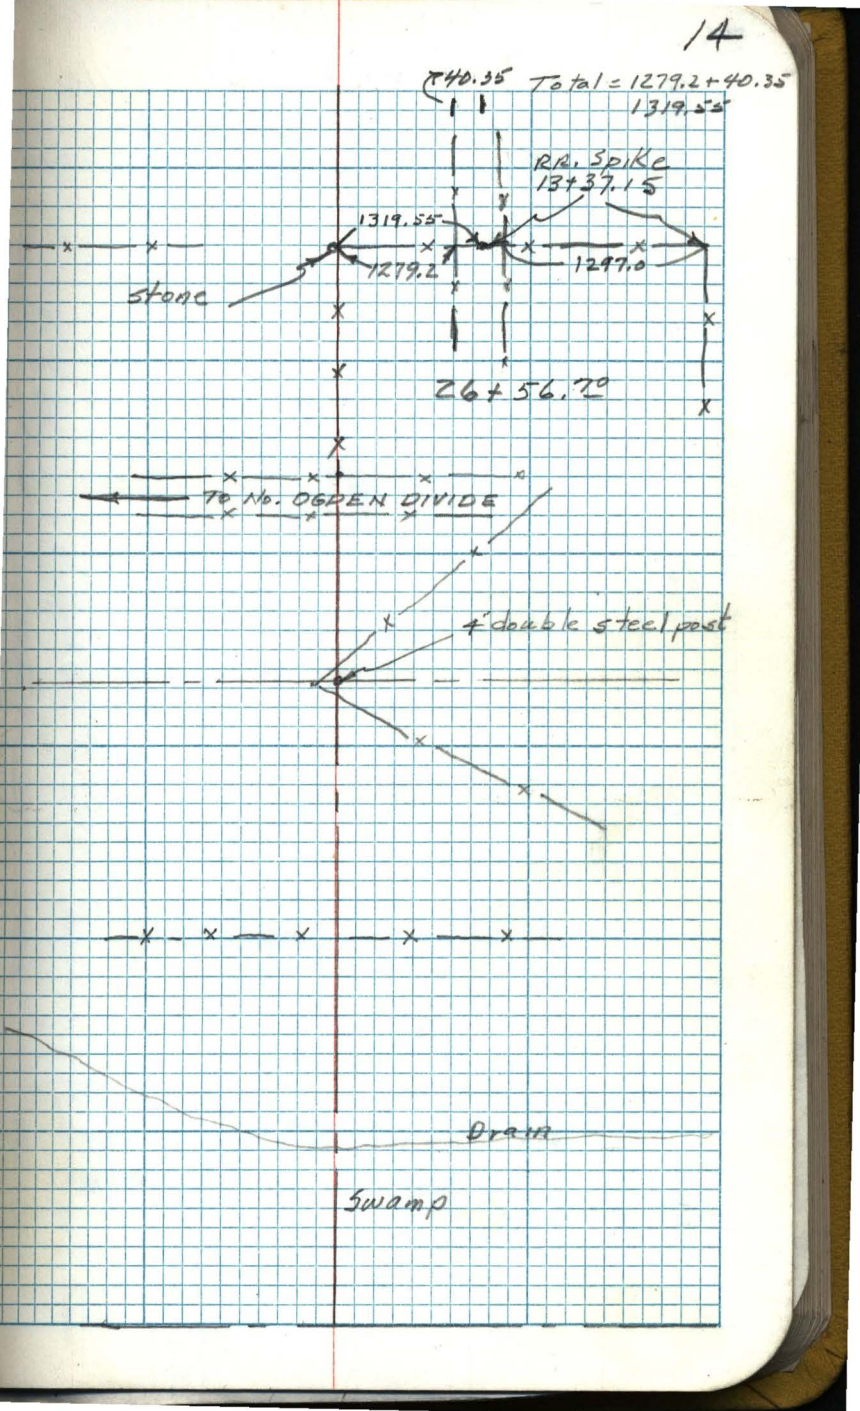 14
40.35 Total = 1279.2 + 40.35
1319.55
RR. Spike
13+37.15
1319.55
1279.2
1297.0
stone
26+56.70
TO No. OGDEN DIVIDE
4" double steel post
Drain
Swamp